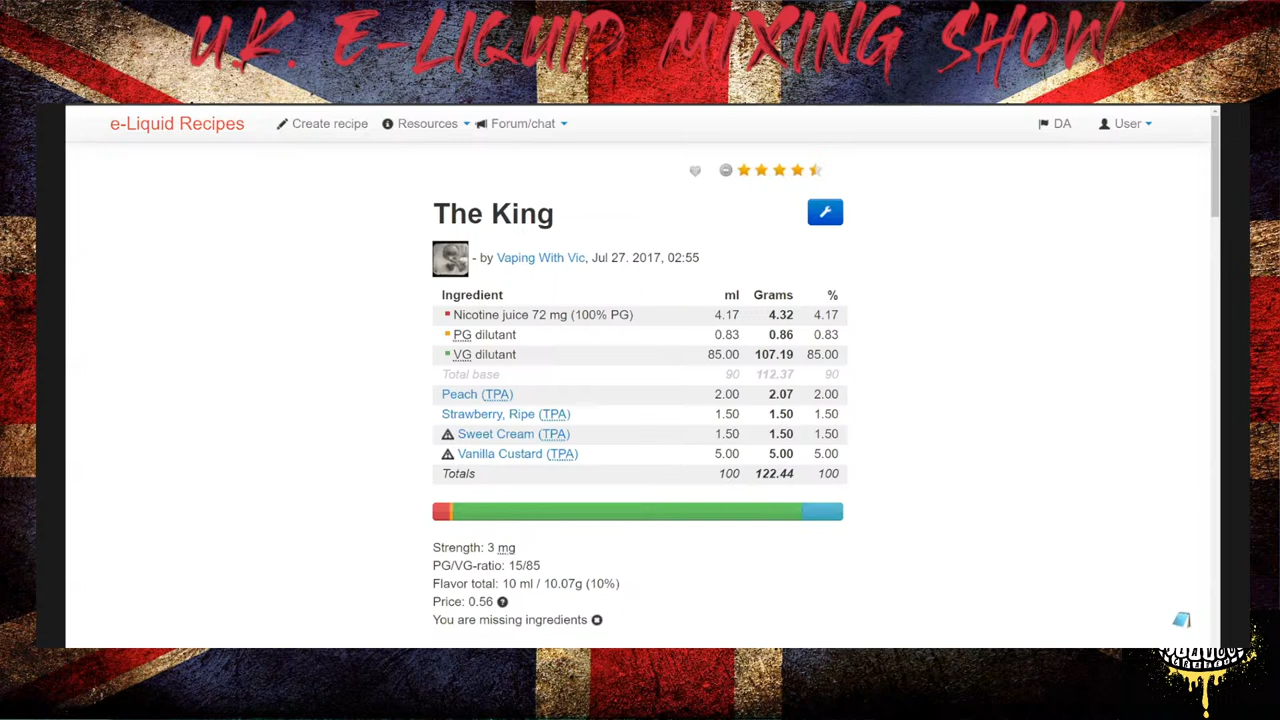 U.K. E-LIQUID MIXING SHOW
e-Liquid Recipes Create recipe Resources Forum/chat DA User
The King
- by Vaping With Vic, Jul 27. 2017, 02:55
Ingredient ml Grams %
Nicotine juice 72 mg (100% PG) 4.17 4.32 4.17
PG dilutant 0.83 0.86 0.83
VG dilutant 85.00 107.19 85.00
Total base 90 112.37 90
Peach (TPA) 2.00 2.07 2.00
Strawberry, Ripe (TPA) 1.50 1.50 1.50
Sweet Cream (TPA) 1.50 1.50 1.50
Vanilla Custard (TPA) 5.00 5.00 5.00
Totals 100 122.44 100
Strength: 3 mg
PG/VG-ratio: 15/85
Flavor total: 10 ml / 10.07g (10%)
Price: 0.56
You are missing ingredients